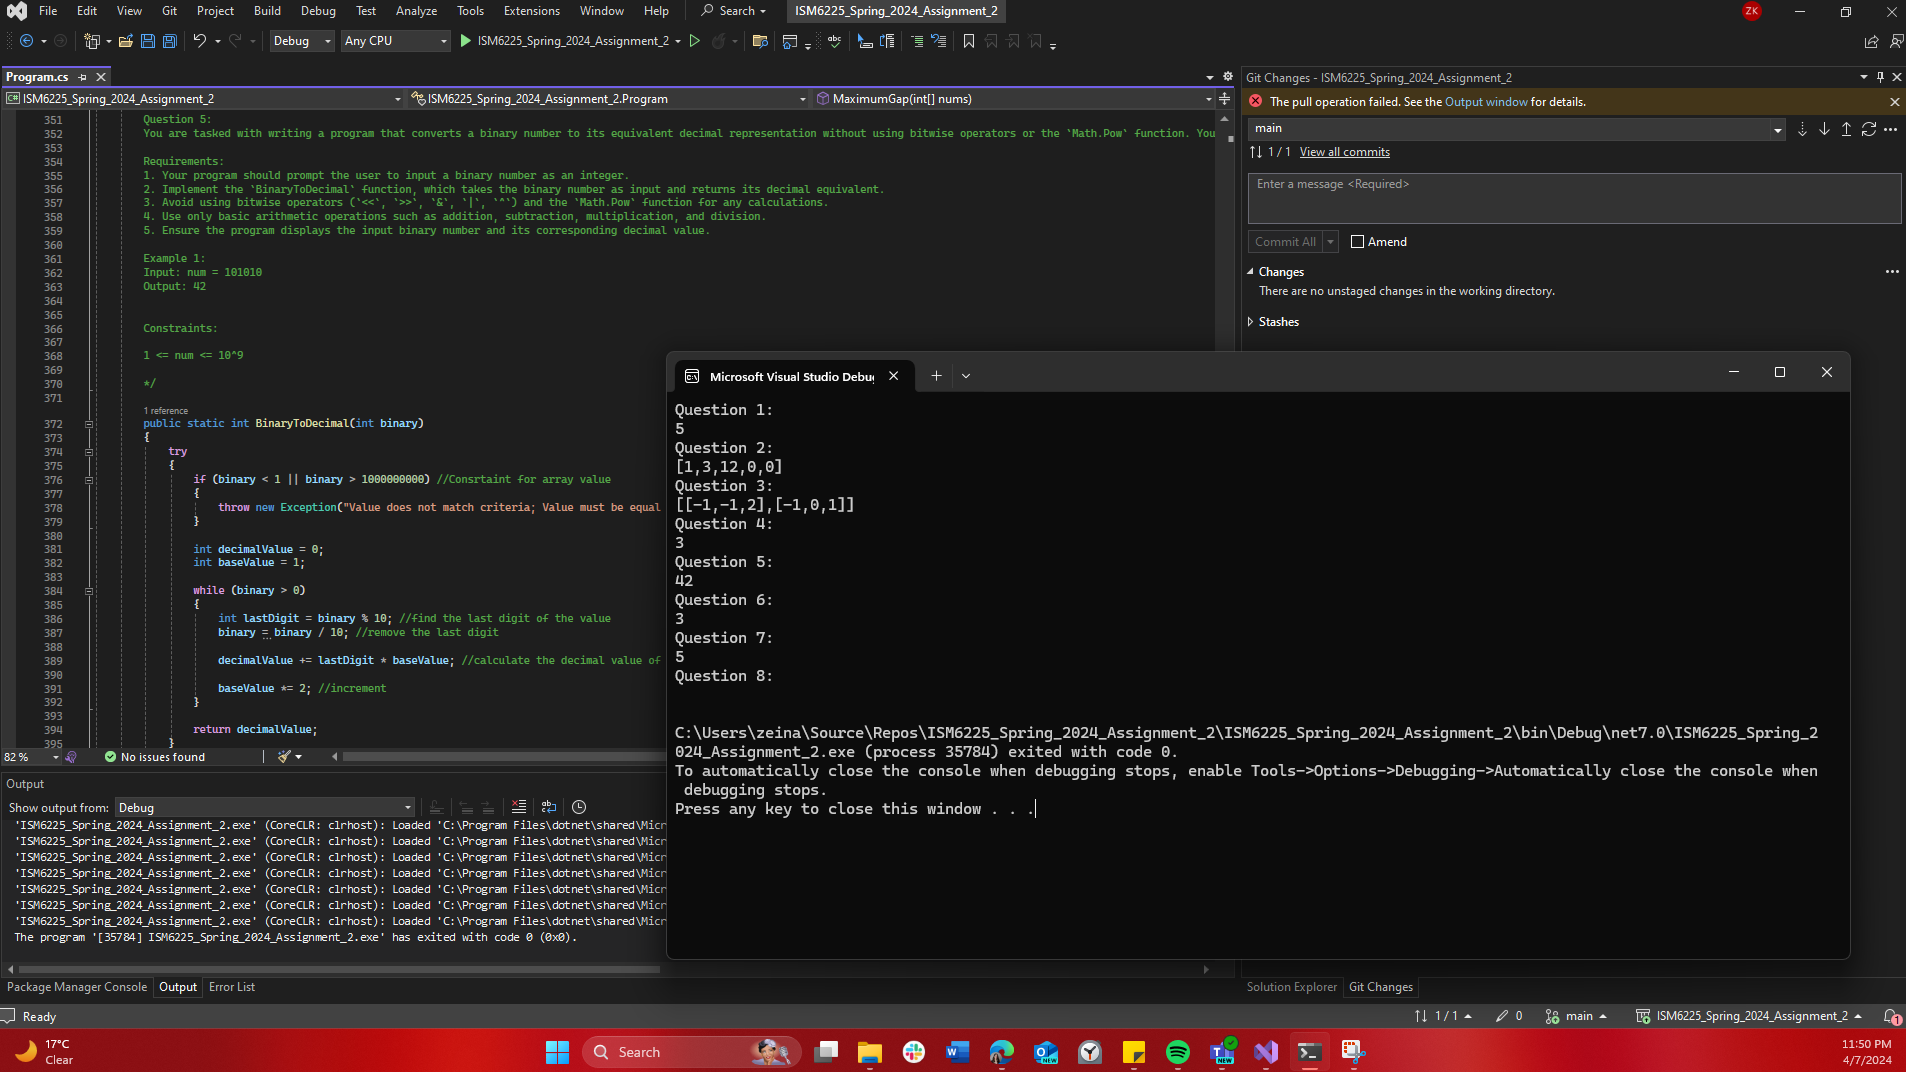 File Edit View Git Project Build Debug Test Analyze Tools Extensions Window Help Search ISM6225_Spring_2024_Assignment_2 ZK
Debug Any CPU ISM6225_Spring_2024_Assignment_2
Program.cs
C# ISM6225_Spring_2024_Assignment_2 ISM6225_Spring_2024_Assignment_2.Program MaximumGap(int[] nums)
351 Question 5:
352 You are tasked with writing a program that converts a binary number to its equivalent decimal representation without using bitwise operators or the `Math.Pow` function. You
353
354 Requirements:
355 1. Your program should prompt the user to input a binary number as an integer.
356 2. Implement the `BinaryToDecimal` function, which takes the binary number as input and returns its decimal equivalent.
357 3. Avoid using bitwise operators (`<<`, `>>`, `&`, `|`, `^`) and the `Math.Pow` function for any calculations.
358 4. Use only basic arithmetic operations such as addition, subtraction, multiplication, and division.
359 5. Ensure the program displays the input binary number and its corresponding decimal value.
360
361 Example 1:
362 Input: num = 101010
363 Output: 42
364
365
366 Constraints:
367
368 1 <= num <= 10^9
369
370 */
371
1 reference
372 public static int BinaryToDecimal(int binary)
373 {
374 try
375 {
376 if (binary < 1 || binary > 1000000000) //Consrtaint for array value
377 {
378 throw new Exception("Value does not match criteria; Value must be equal
379 }
380
381 int decimalValue = 0;
382 int baseValue = 1;
383
384 while (binary > 0)
385 {
386 int lastDigit = binary % 10; //find the last digit of the value
387 binary = binary / 10; //remove the last digit
388
389 decimalValue += lastDigit * baseValue; //calculate the decimal value of
390
391 baseValue *= 2; //increment
392 }
393
394 return decimalValue;
395 }
82 % No issues found
Output
Show output from: Debug
'ISM6225_Spring_2024_Assignment_2.exe' (CoreCLR: clrhost): Loaded 'C:\Program Files\dotnet\shared\Micr
'ISM6225_Spring_2024_Assignment_2.exe' (CoreCLR: clrhost): Loaded 'C:\Program Files\dotnet\shared\Micr
'ISM6225_Spring_2024_Assignment_2.exe' (CoreCLR: clrhost): Loaded 'C:\Program Files\dotnet\shared\Micr
'ISM6225_Spring_2024_Assignment_2.exe' (CoreCLR: clrhost): Loaded 'C:\Program Files\dotnet\shared\Micr
'ISM6225_Spring_2024_Assignment_2.exe' (CoreCLR: clrhost): Loaded 'C:\Program Files\dotnet\shared\Micr
'ISM6225_Spring_2024_Assignment_2.exe' (CoreCLR: clrhost): Loaded 'C:\Program Files\dotnet\shared\Micr
'ISM6225_Spring_2024_Assignment_2.exe' (CoreCLR: clrhost): Loaded 'C:\Program Files\dotnet\shared\Micr
The program '[35784] ISM6225_Spring_2024_Assignment_2.exe' has exited with code 0 (0x0).
Package Manager Console Output Error List
Git Changes - ISM6225_Spring_2024_Assignment_2
The pull operation failed. See the Output window for details.
main
1 / 1 View all commits
Enter a message <Required>
Commit All Amend
Changes
There are no unstaged changes in the working directory.
Stashes
Microsoft Visual Studio Debug
Question 1:
5
Question 2:
[1,3,12,0,0]
Question 3:
[[-1,-1,2],[-1,0,1]]
Question 4:
3
Question 5:
42
Question 6:
3
Question 7:
5
Question 8:
C:\Users\zeina\Source\Repos\ISM6225_Spring_2024_Assignment_2\ISM6225_Spring_2024_Assignment_2\bin\Debug\net7.0\ISM6225_Spring_2
024_Assignment_2.exe (process 35784) exited with code 0.
To automatically close the console when debugging stops, enable Tools->Options->Debugging->Automatically close the console when
debugging stops.
Press any key to close this window . . .
Solution Explorer Git Changes
Ready 1 / 1 0 main ISM6225_Spring_2024_Assignment_2 1
17°C
Clear
Search
NEW
NEW
11:50 PM
4/7/2024